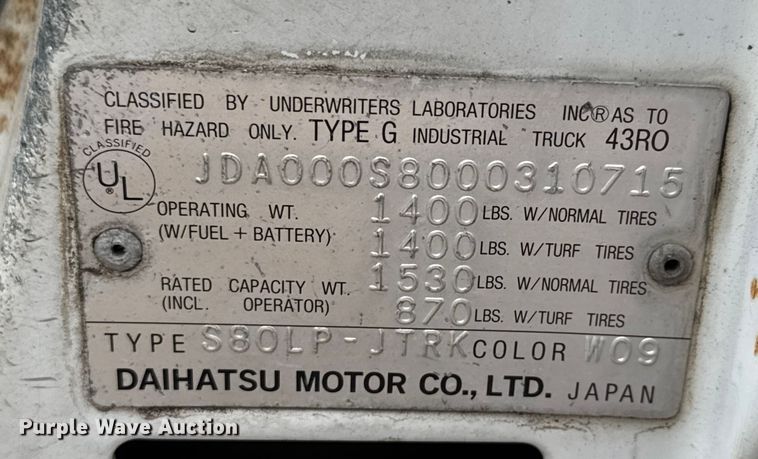 CLASSIFIED BY UNDERWRITERS LABORATORIES INC® AS TO
FIRE HAZARD ONLY. TYPE G INDUSTRIAL TRUCK 43RO
CLASSIFIED
UL®
JDA000S8000310715
OPERATING WT. 1400 LBS. W/NORMAL TIRES
(W/FUEL + BATTERY) 1400 LBS. W/TURF TIRES
RATED CAPACITY WT. 1530 LBS. W/NORMAL TIRES
(INCL. OPERATOR) 870 LBS. W/TURF TIRES
TYPE S80LP-JTRK COLOR W09
DAIHATSU MOTOR CO., LTD. JAPAN
Purple Wave Auction